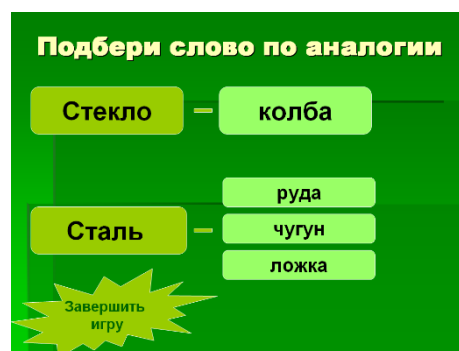 Подбери слово по аналогии
Стекло – колба
руда
Сталь – чугун
ложка
Завершить
игру